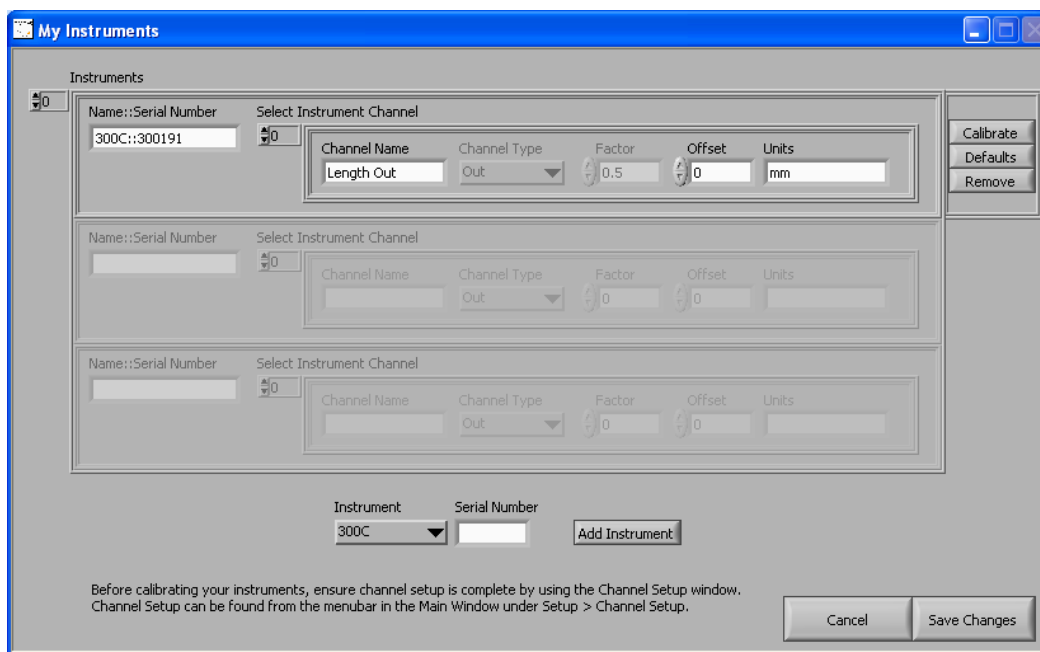 My Instruments
Instruments
0
Name::Serial Number Select Instrument Channel
300C::300191 0
Channel Name Channel Type Factor Offset Units
Length Out Out 0.5 0 mm
Calibrate
Defaults
Remove
Name::Serial Number Select Instrument Channel
0
Channel Name Channel Type Factor Offset Units
Out 0 0
Name::Serial Number Select Instrument Channel
0
Channel Name Channel Type Factor Offset Units
Out 0 0
Instrument Serial Number
300C Add Instrument
Before calibrating your instruments, ensure channel setup is complete by using the Channel Setup window.
Channel Setup can be found from the menubar in the Main Window under Setup > Channel Setup.
Cancel Save Changes